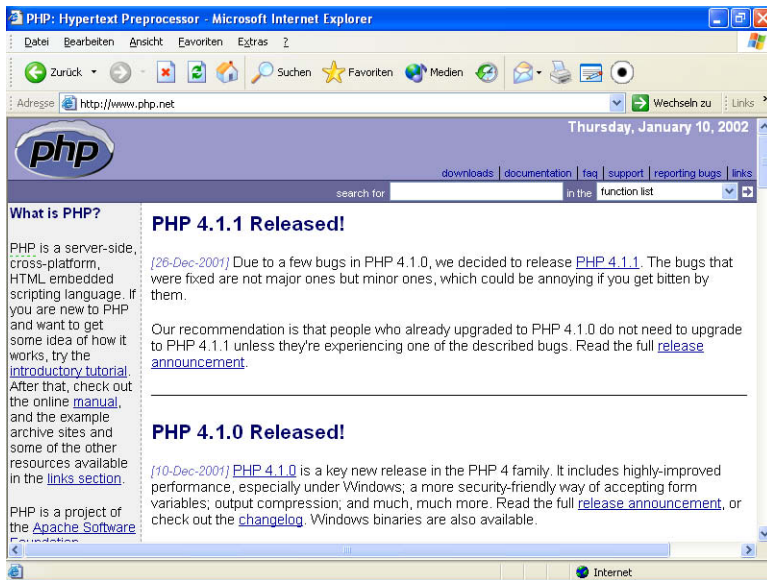 PHP: Hypertext Preprocessor - Microsoft Internet Explorer
Datei Bearbeiten Ansicht Favoriten Extras ?
Zurück Suchen Favoriten Medien
Adresse http://www.php.net Wechseln zu Links »
php
Thursday, January 10, 2002
downloads | documentation | faq | support | reporting bugs | links
search for in the function list
What is PHP?
PHP is a server-side,
cross-platform,
HTML embedded
scripting language. If
you are new to PHP
and want to get
some idea of how it
works, try the
introductory tutorial.
After that, check out
the online manual,
and the example
archive sites and
some of the other
resources available
in the links section.
PHP is a project of
the Apache Software
Foundation
PHP 4.1.1 Released!
[26-Dec-2001] Due to a few bugs in PHP 4.1.0, we decided to release PHP 4.1.1. The bugs that
were fixed are not major ones but minor ones, which could be annoying if you get bitten by
them.
Our recommendation is that people who already upgraded to PHP 4.1.0 do not need to upgrade
to PHP 4.1.1 unless they're experiencing one of the described bugs. Read the full release
announcement.
PHP 4.1.0 Released!
[10-Dec-2001] PHP 4.1.0 is a key new release in the PHP 4 family. It includes highly-improved
performance, especially under Windows; a more security-friendly way of accepting form
variables; output compression; and much, much more. Read the full release announcement, or
check out the changelog. Windows binaries are also available.
Internet